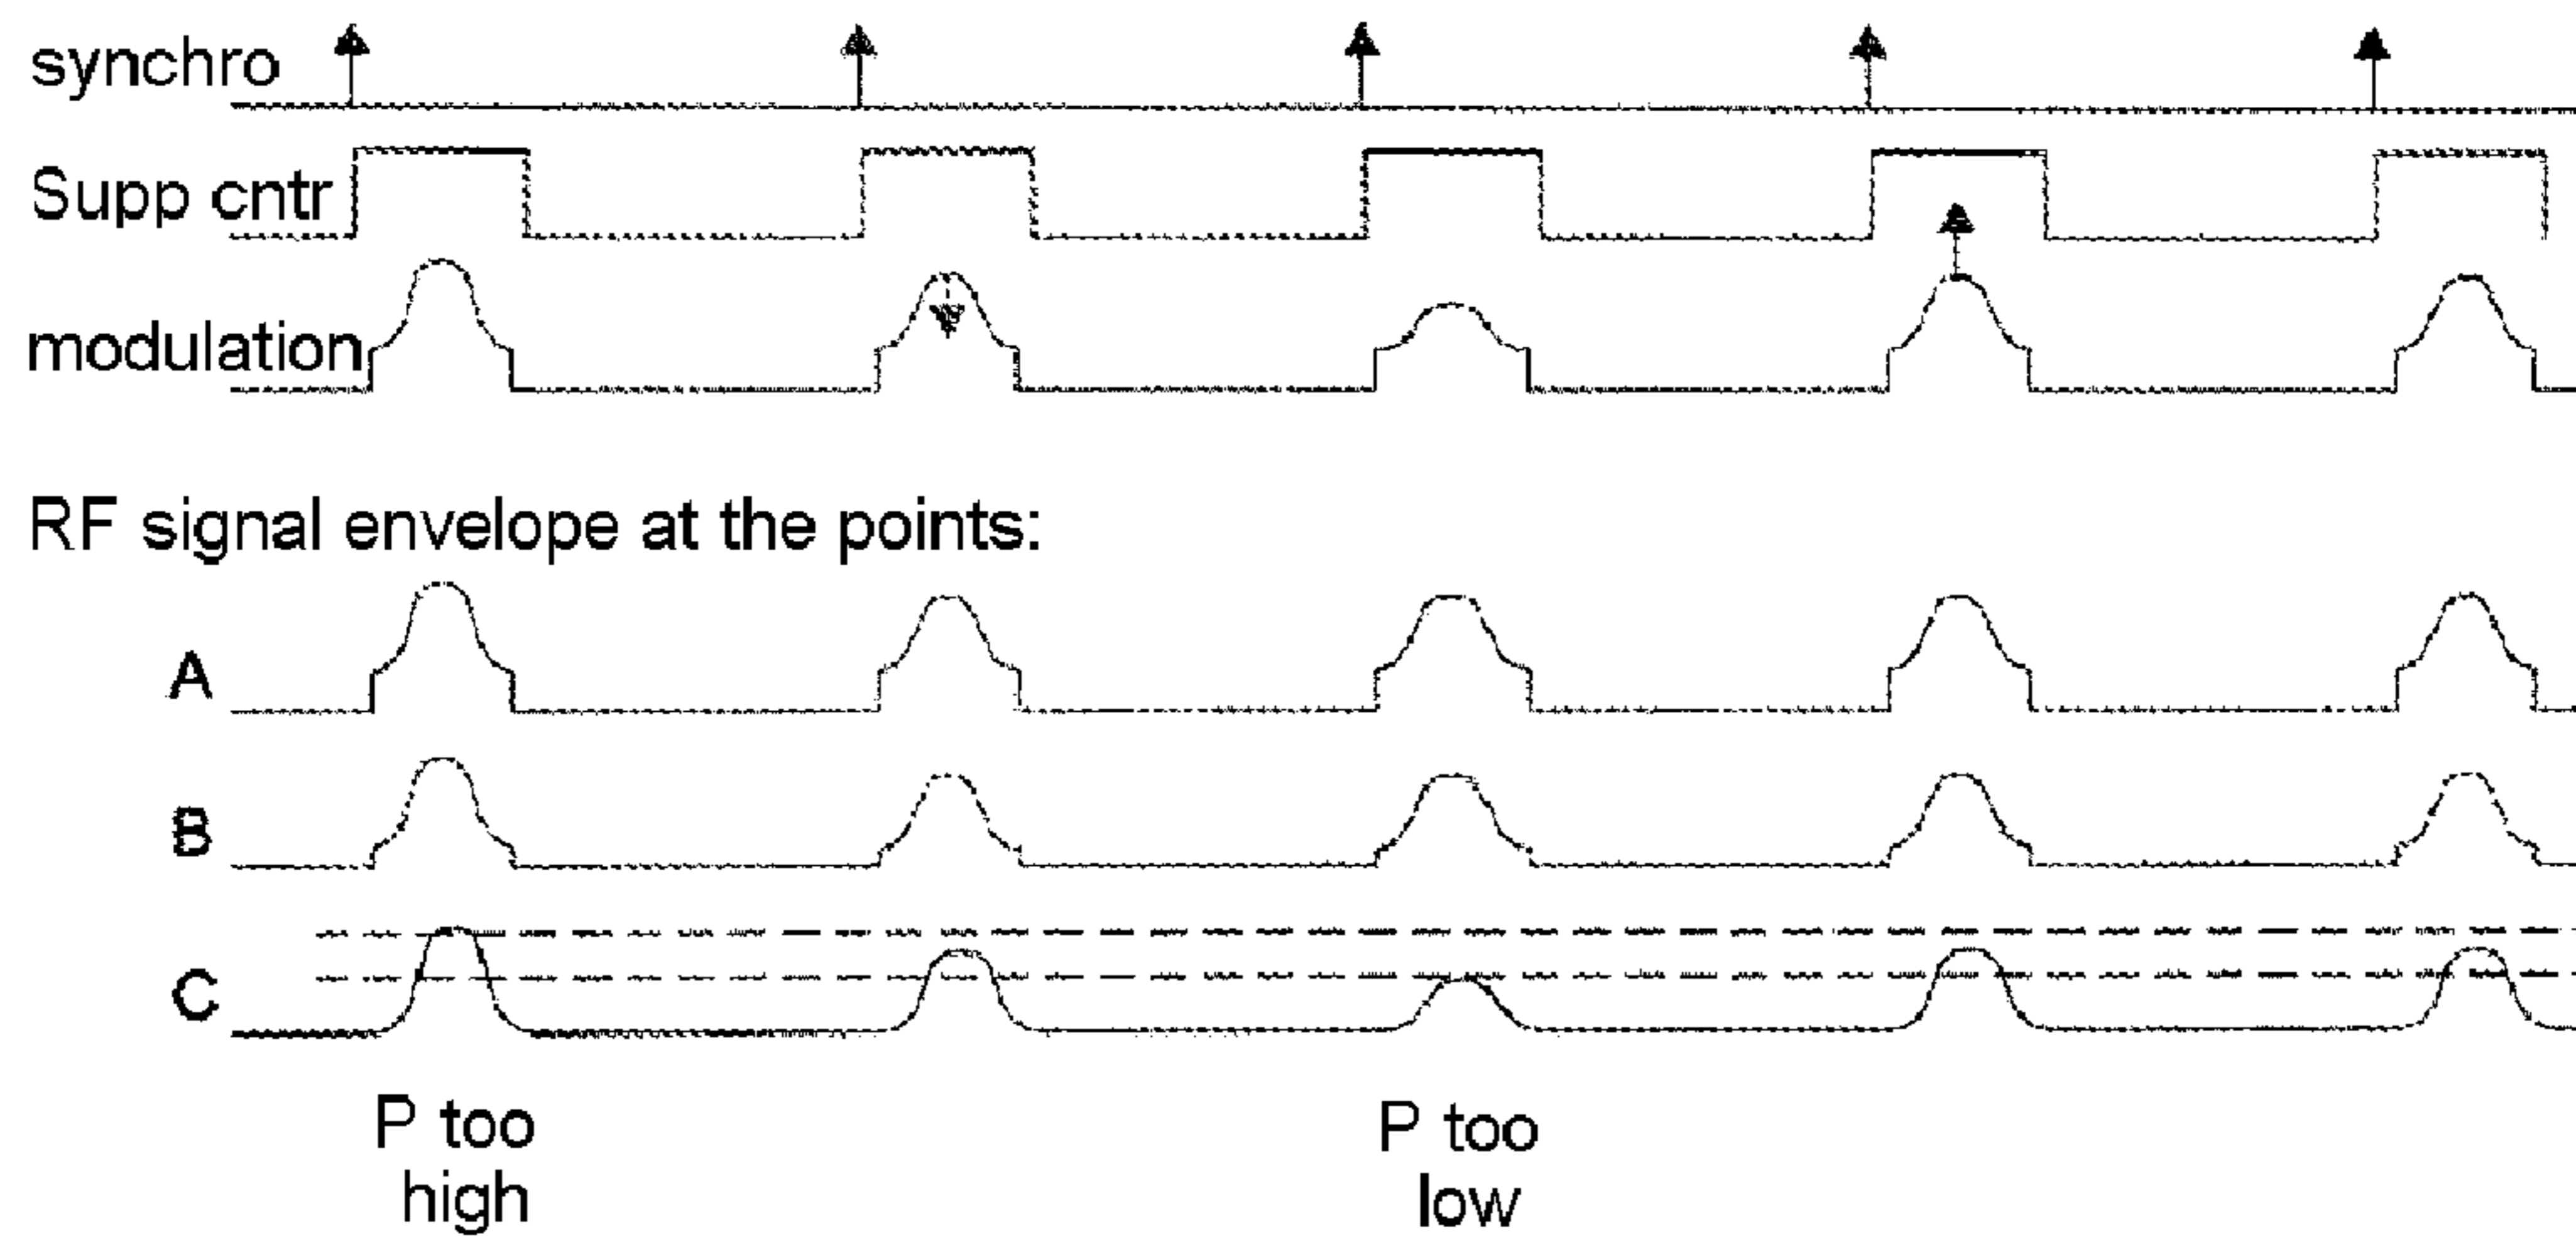 synchro
Supp cntr
modulation
RF signal envelope at the points:
A
B
C
P too
high
P too
low